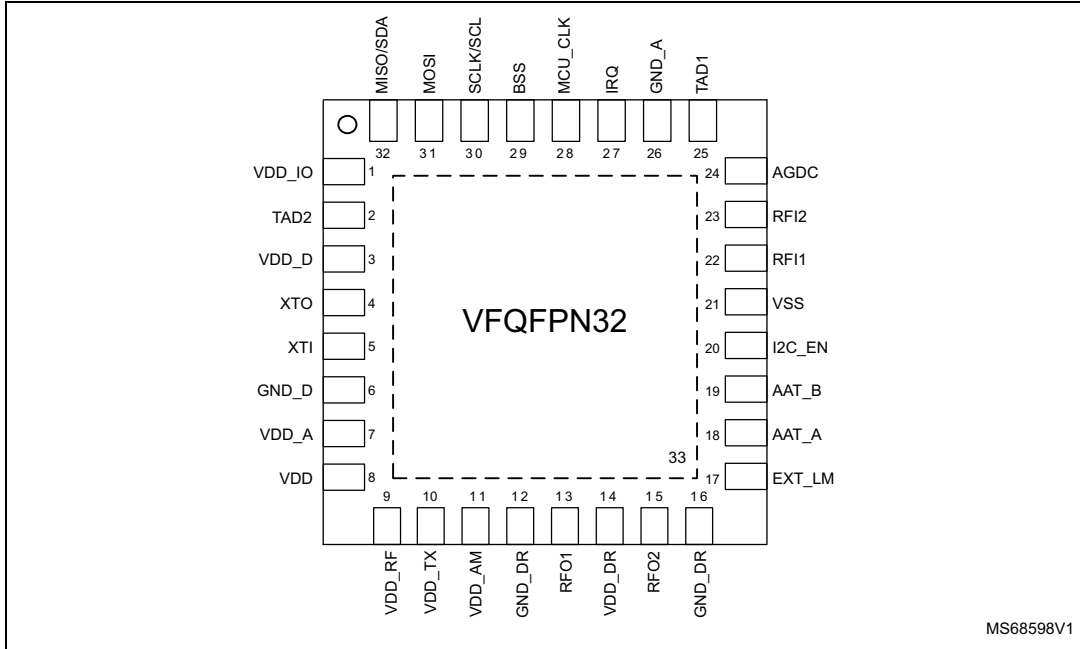 MISO/SDA
MOSI
SCLK/SCL
BSS
MCU_CLK
IRQ
GND_A
TAD1
32
31
30
29
28
27
26
25
VDD_IO 1
TAD2 2
VDD_D 3
XTO 4
XTI 5
GND_D 6
VDD_A 7
VDD 8
24 AGDC
23 RFI2
22 RFI1
21 VSS
20 I2C_EN
19 AAT_B
18 AAT_A
17 EXT_LM
VFQFPN32
33
9
10
11
12
13
14
15
16
VDD_RF
VDD_TX
VDD_AM
GND_DR
RFO1
VDD_DR
RFO2
GND_DR
MS68598V1